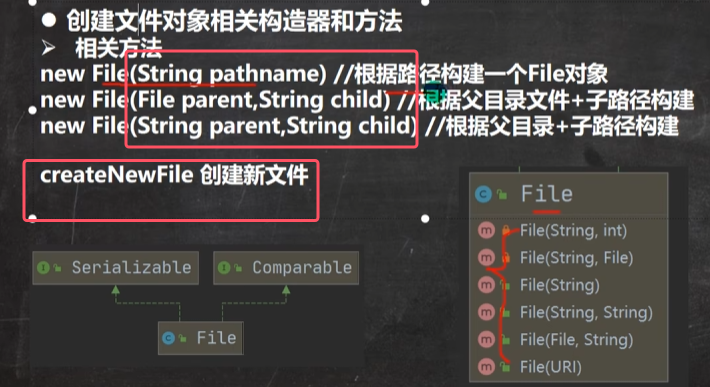 ● 创建文件对象相关构造器和方法
➢ 相关方法
new File(String pathname) //根据路径构建一个File对象
new File(File parent,String child) //根据父目录文件+子路径构建
new File(String parent,String child) //根据父目录+子路径构建
createNewFile 创建新文件
I Serializable
I Comparable
C File
C File
m File(String, int)
m File(String, File)
m File(String)
m File(String, String)
m File(File, String)
m File(URI)